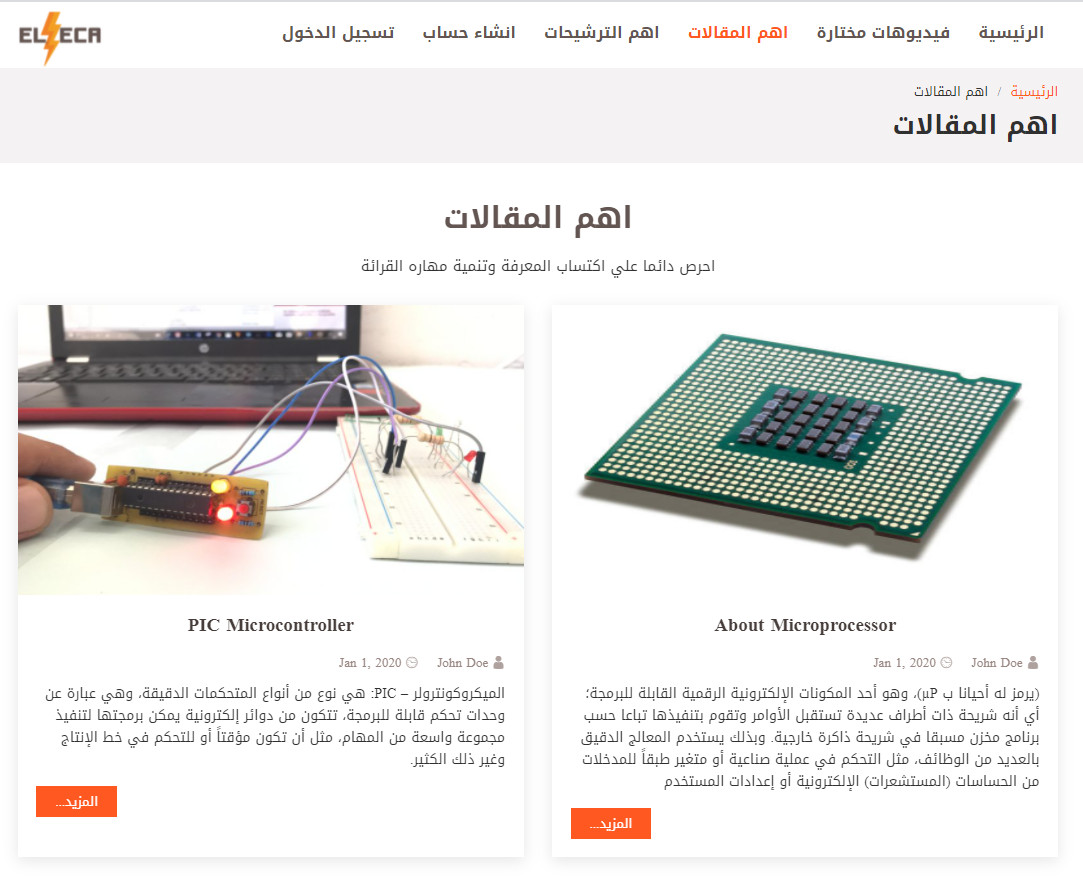 ELECA
الرئيسية فيديوهات مختارة اهم المقالات اهم الترشيحات انشاء حساب تسجيل الدخول
الرئيسية / اهم المقالات
اهم المقالات
اهم المقالات
احرص دائما علي اكتساب المعرفة وتنمية مهاره القرائة
About Microprocessor
John Doe Jan 1, 2020
(يرمز له أحيانا ب µP)، وهو أحد المكونات الإلكترونية الرقمية القابلة للبرمجة؛
أي أنه شريحة ذات أطراف عديدة تستقبل الأوامر وتقوم بتنفيذها تباعا حسب
برنامج مخزن مسبقا في شريحة ذاكرة خارجية. وبذلك يستخدم المعالج الدقيق
بالعديد من الوظائف، مثل التحكم في عملية صناعية أو متغير طبقاً للمدخلات
من الحساسات (المستشعرات) الإلكترونية أو إعدادات المستخدم
المزيد...
PIC Microcontroller
John Doe Jan 1, 2020
الميكروكونترولر – PIC: هي نوع من أنواع المتحكمات الدقيقة، وهي عبارة عن
وحدات تحكم قابلة للبرمجة، تتكون من دوائر إلكترونية يمكن برمجتها لتنفيذ
مجموعة واسعة من المهام، مثل أن تكون مؤقتاً أو للتحكم في خط الإنتاج
وغير ذلك الكثير.
المزيد...